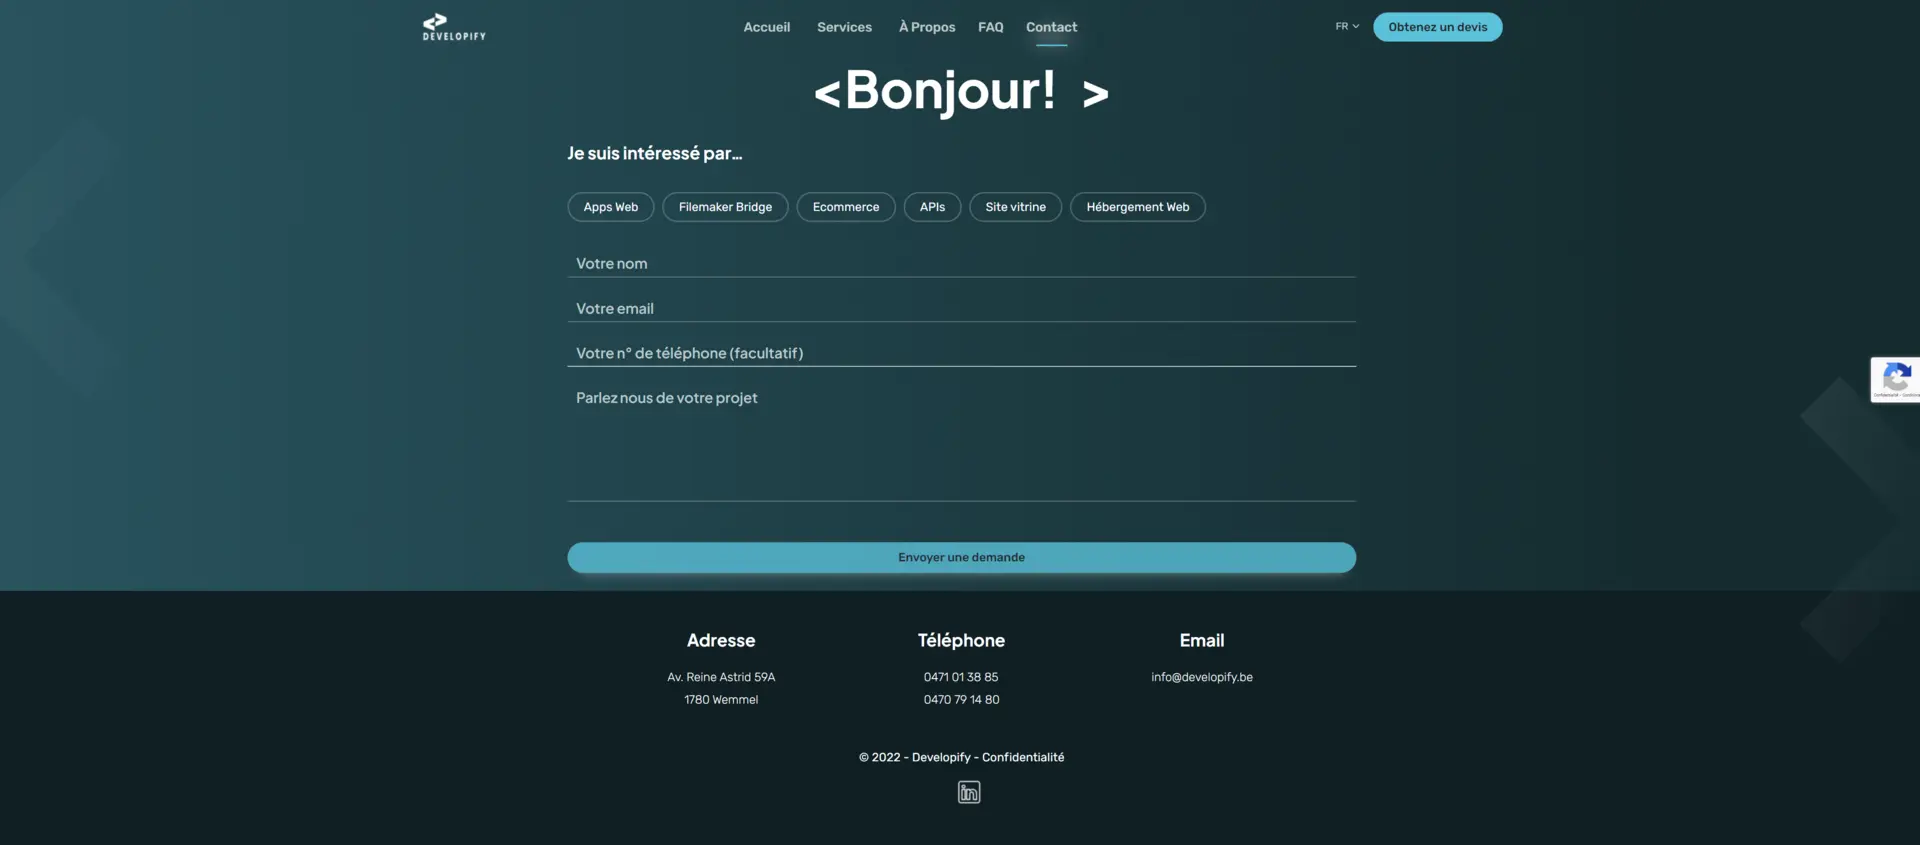 DEVELOPIFY
Accueil Services À Propos FAQ Contact
FR
Obtenez un devis
<Bonjour! >
Je suis intéressé par...
Apps Web Filemaker Bridge Ecommerce APIs Site vitrine Hébergement Web
Votre nom
Votre email
Votre n° de téléphone (facultatif)
Parlez nous de votre projet
Envoyer une demande
Adresse
Av. Reine Astrid 59A
1780 Wemmel
Téléphone
0471 01 38 85
0470 79 14 80
Email
info@developify.be
© 2022 - Developify - Confidentialité
in